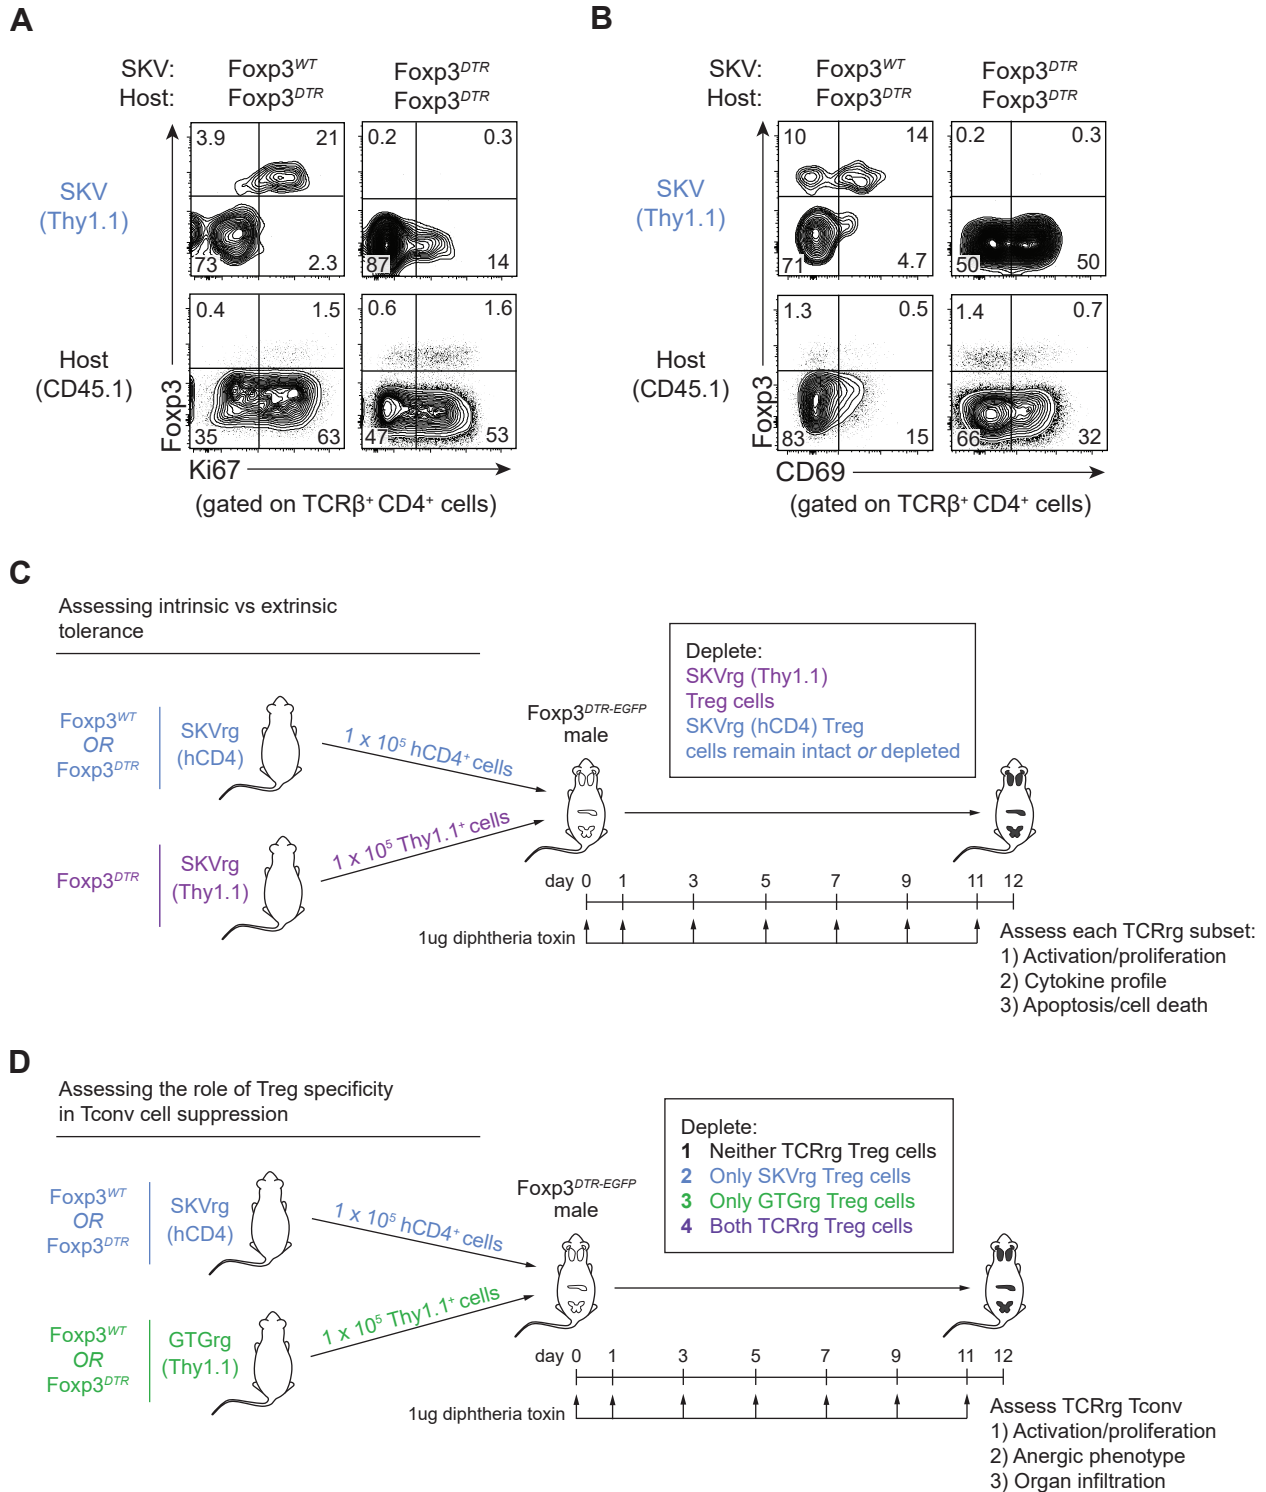 A
SKV: Foxp3WT Foxp3DTR
Host: Foxp3DTR Foxp3DTR
SKV
(Thy1.1)
3.9 21
73 2.3
0.2 0.3
87 14
Host
(CD45.1)
0.4 1.5
35 63
0.6 1.6
47 53
Foxp3
Ki67
(gated on TCRβ+ CD4+ cells)
B
SKV: Foxp3WT Foxp3DTR
Host: Foxp3DTR Foxp3DTR
SKV
(Thy1.1)
10 14
71 4.7
0.2 0.3
50 50
Host
(CD45.1)
1.3 0.5
83 15
1.4 0.7
66 32
Foxp3
CD69
(gated on TCRβ+ CD4+ cells)
C
Assessing intrinsic vs extrinsic
tolerance
Foxp3WT
OR
Foxp3DTR
SKVrg
(hCD4)
1 x 10⁵ hCD4+ cells
Foxp3DTR
SKVrg
(Thy1.1)
1 x 10⁵ Thy1.1+ cells
Foxp3DTR-EGFP
male
Deplete:
SKVrg (Thy1.1)
Treg cells
SKVrg (hCD4) Treg
cells remain intact or depleted
day 0 1 3 5 7 9 11 12
1ug diphtheria toxin
Assess each TCRrg subset:
1) Activation/proliferation
2) Cytokine profile
3) Apoptosis/cell death
D
Assessing the role of Treg specificity
in Tconv cell suppression
Foxp3WT
OR
Foxp3DTR
SKVrg
(hCD4)
1 x 10⁵ hCD4+ cells
Foxp3WT
OR
Foxp3DTR
GTGrg
(Thy1.1)
1 x 10⁵ Thy1.1+ cells
Foxp3DTR-EGFP
male
Deplete:
1 Neither TCRrg Treg cells
2 Only SKVrg Treg cells
3 Only GTGrg Treg cells
4 Both TCRrg Treg cells
day 0 1 3 5 7 9 11 12
1ug diphtheria toxin
Assess TCRrg Tconv
1) Activation/proliferation
2) Anergic phenotype
3) Organ infiltration